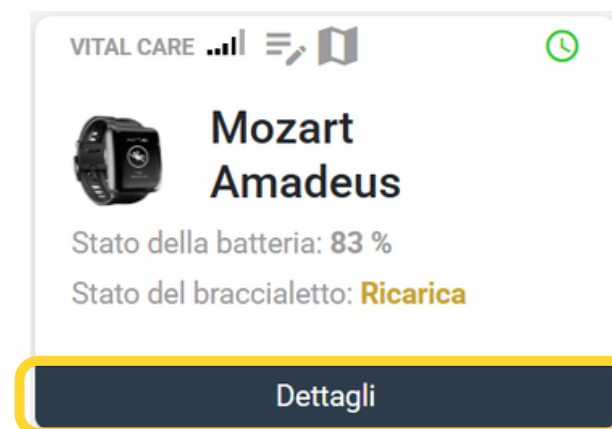 VITAL CARE
Mozart
Amadeus
Stato della batteria: 83 %
Stato del braccialetto: Ricarica
Dettagli